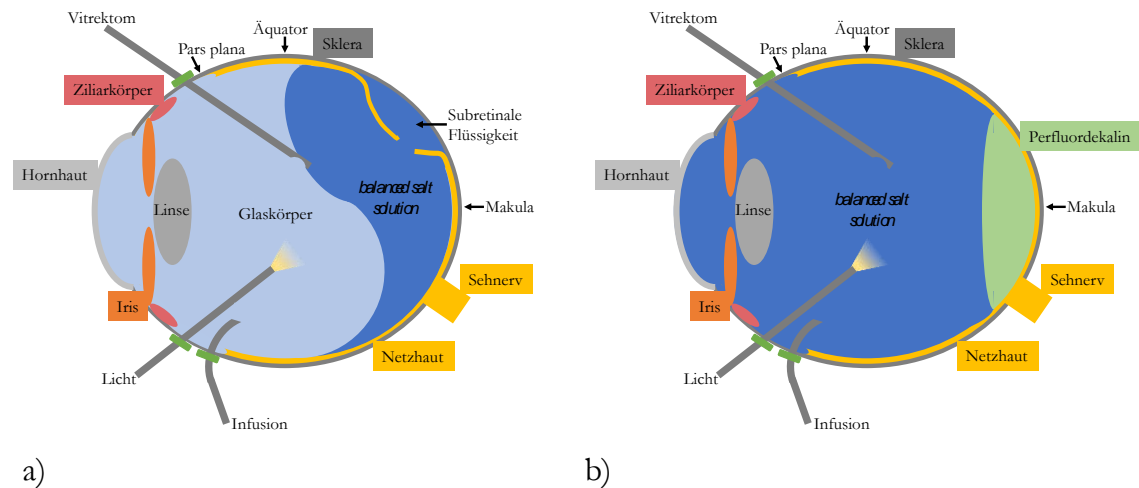 Vitrektom
Äquator
Sklera
Pars plana
Ziliarkörper
Subretinale
Flüssigkeit
Hornhaut
balanced salt
solution
Linse
Glaskörper
Makula
Sehnerv
Iris
Netzhaut
Licht
Infusion
a)
Vitrektom
Äquator
Sklera
Pars plana
Ziliarkörper
Perfluordekalin
Hornhaut
Linse
balanced salt
solution
Makula
Sehnerv
Iris
Netzhaut
Licht
Infusion
b)